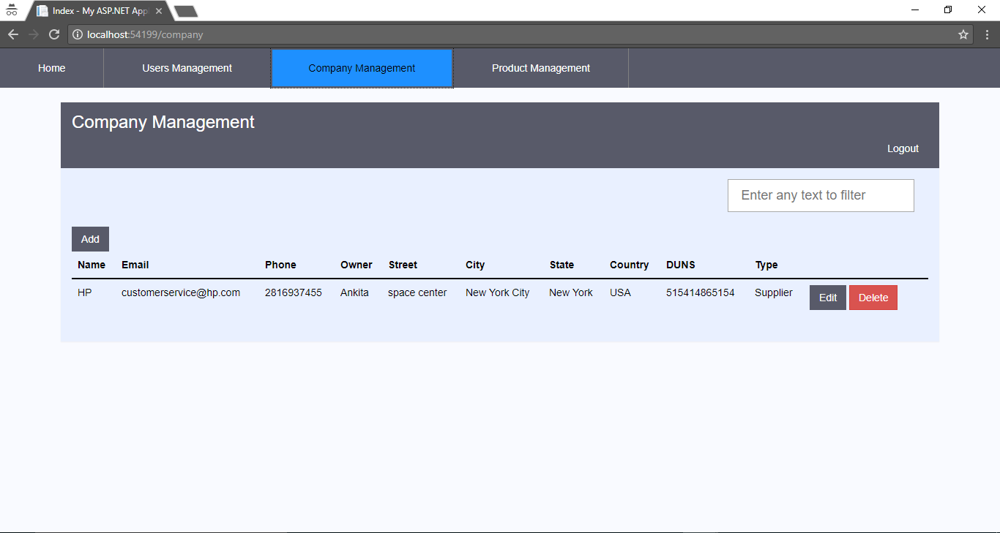 Index - My ASP.NET App
localhost:54199/company
Home Users Management Company Management Product Management
Company Management
Logout
Enter any text to filter
Add
Name Email Phone Owner Street City State Country DUNS Type
HP customerservice@hp.com 2816937455 Ankita space center New York City New York USA 515414865154 Supplier Edit Delete